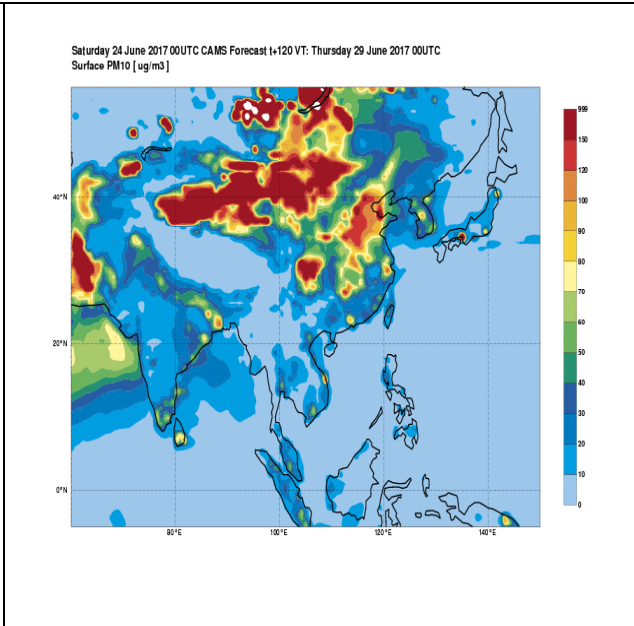 Saturday 24 June 2017 00UTC CAMS Forecast t+120 VT: Thursday 29 June 2017 00UTC
Surface PM10 [ ug/m3 ]
999
150
120
100
90
80
70
60
50
40
30
20
10
0
40°N
20°N
0°N
80°E
100°E
120°E
140°E